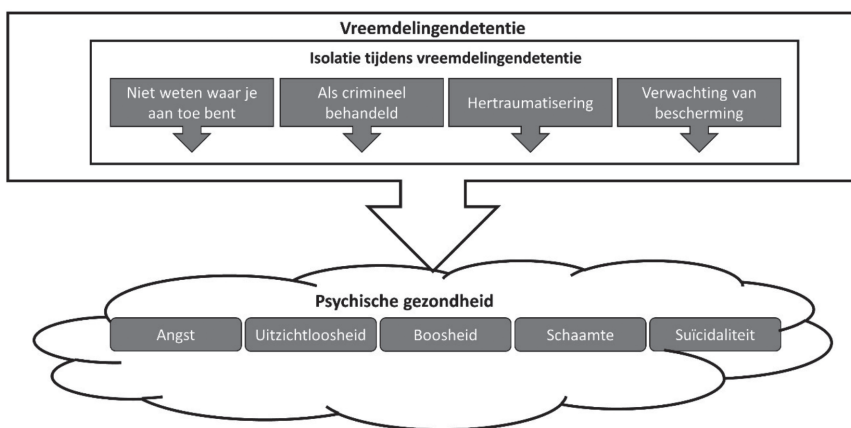 Vreemdelingendetentie
Isolatie tijdens vreemdelingendetentie
Niet weten waar je
aan toe bent
Als crimineel
behandeld
Hertraumatisering
Verwachting van
bescherming
Psychische gezondheid
Angst
Uitzichtloosheid
Boosheid
Schaamte
Suïcidaliteit